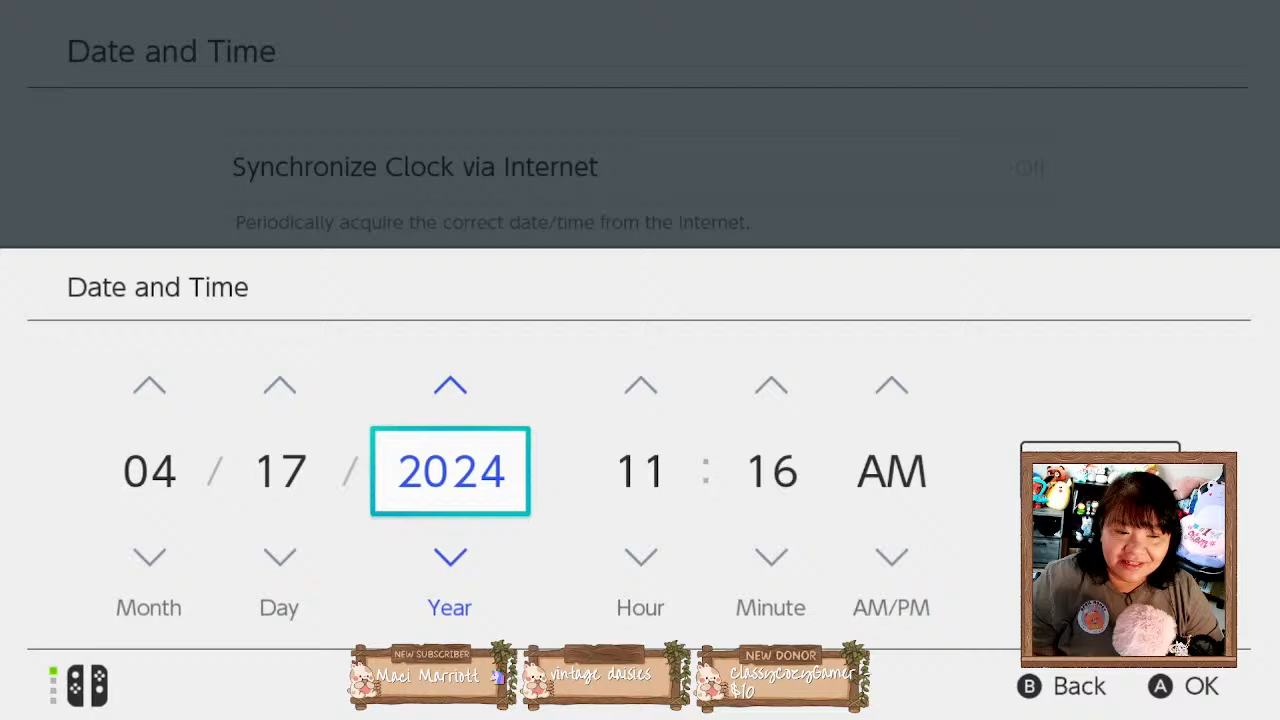 Date and Time
Synchronize Clock via Internet
Off
Periodically acquire the correct date/time from the Internet.
Date and Time
04 / 17 / 2024 11 : 16 AM
Month Day Year Hour Minute AM/PM
NEW SUBSCRIBER
Maci Marriott
vintage daisies
NEW DONOR
classyCozyGamer
$10
B Back A OK